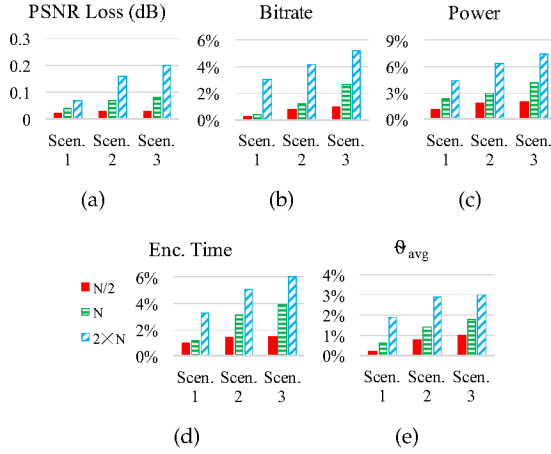 PSNR Loss (dB)
0.3
0.2
0.1
0
Scen. 1
Scen. 2
Scen. 3
(a)
Bitrate
6%
4%
2%
0%
Scen. 1
Scen. 2
Scen. 3
(b)
Power
9%
6%
3%
0%
Scen. 1
Scen. 2
Scen. 3
(c)
Enc. Time
N/2
N
2×N
6%
4%
2%
0%
Scen. 1
Scen. 2
Scen. 3
(d)
ϑavg
4%
3%
2%
1%
0%
Scen. 1
Scen. 2
Scen. 3
(e)